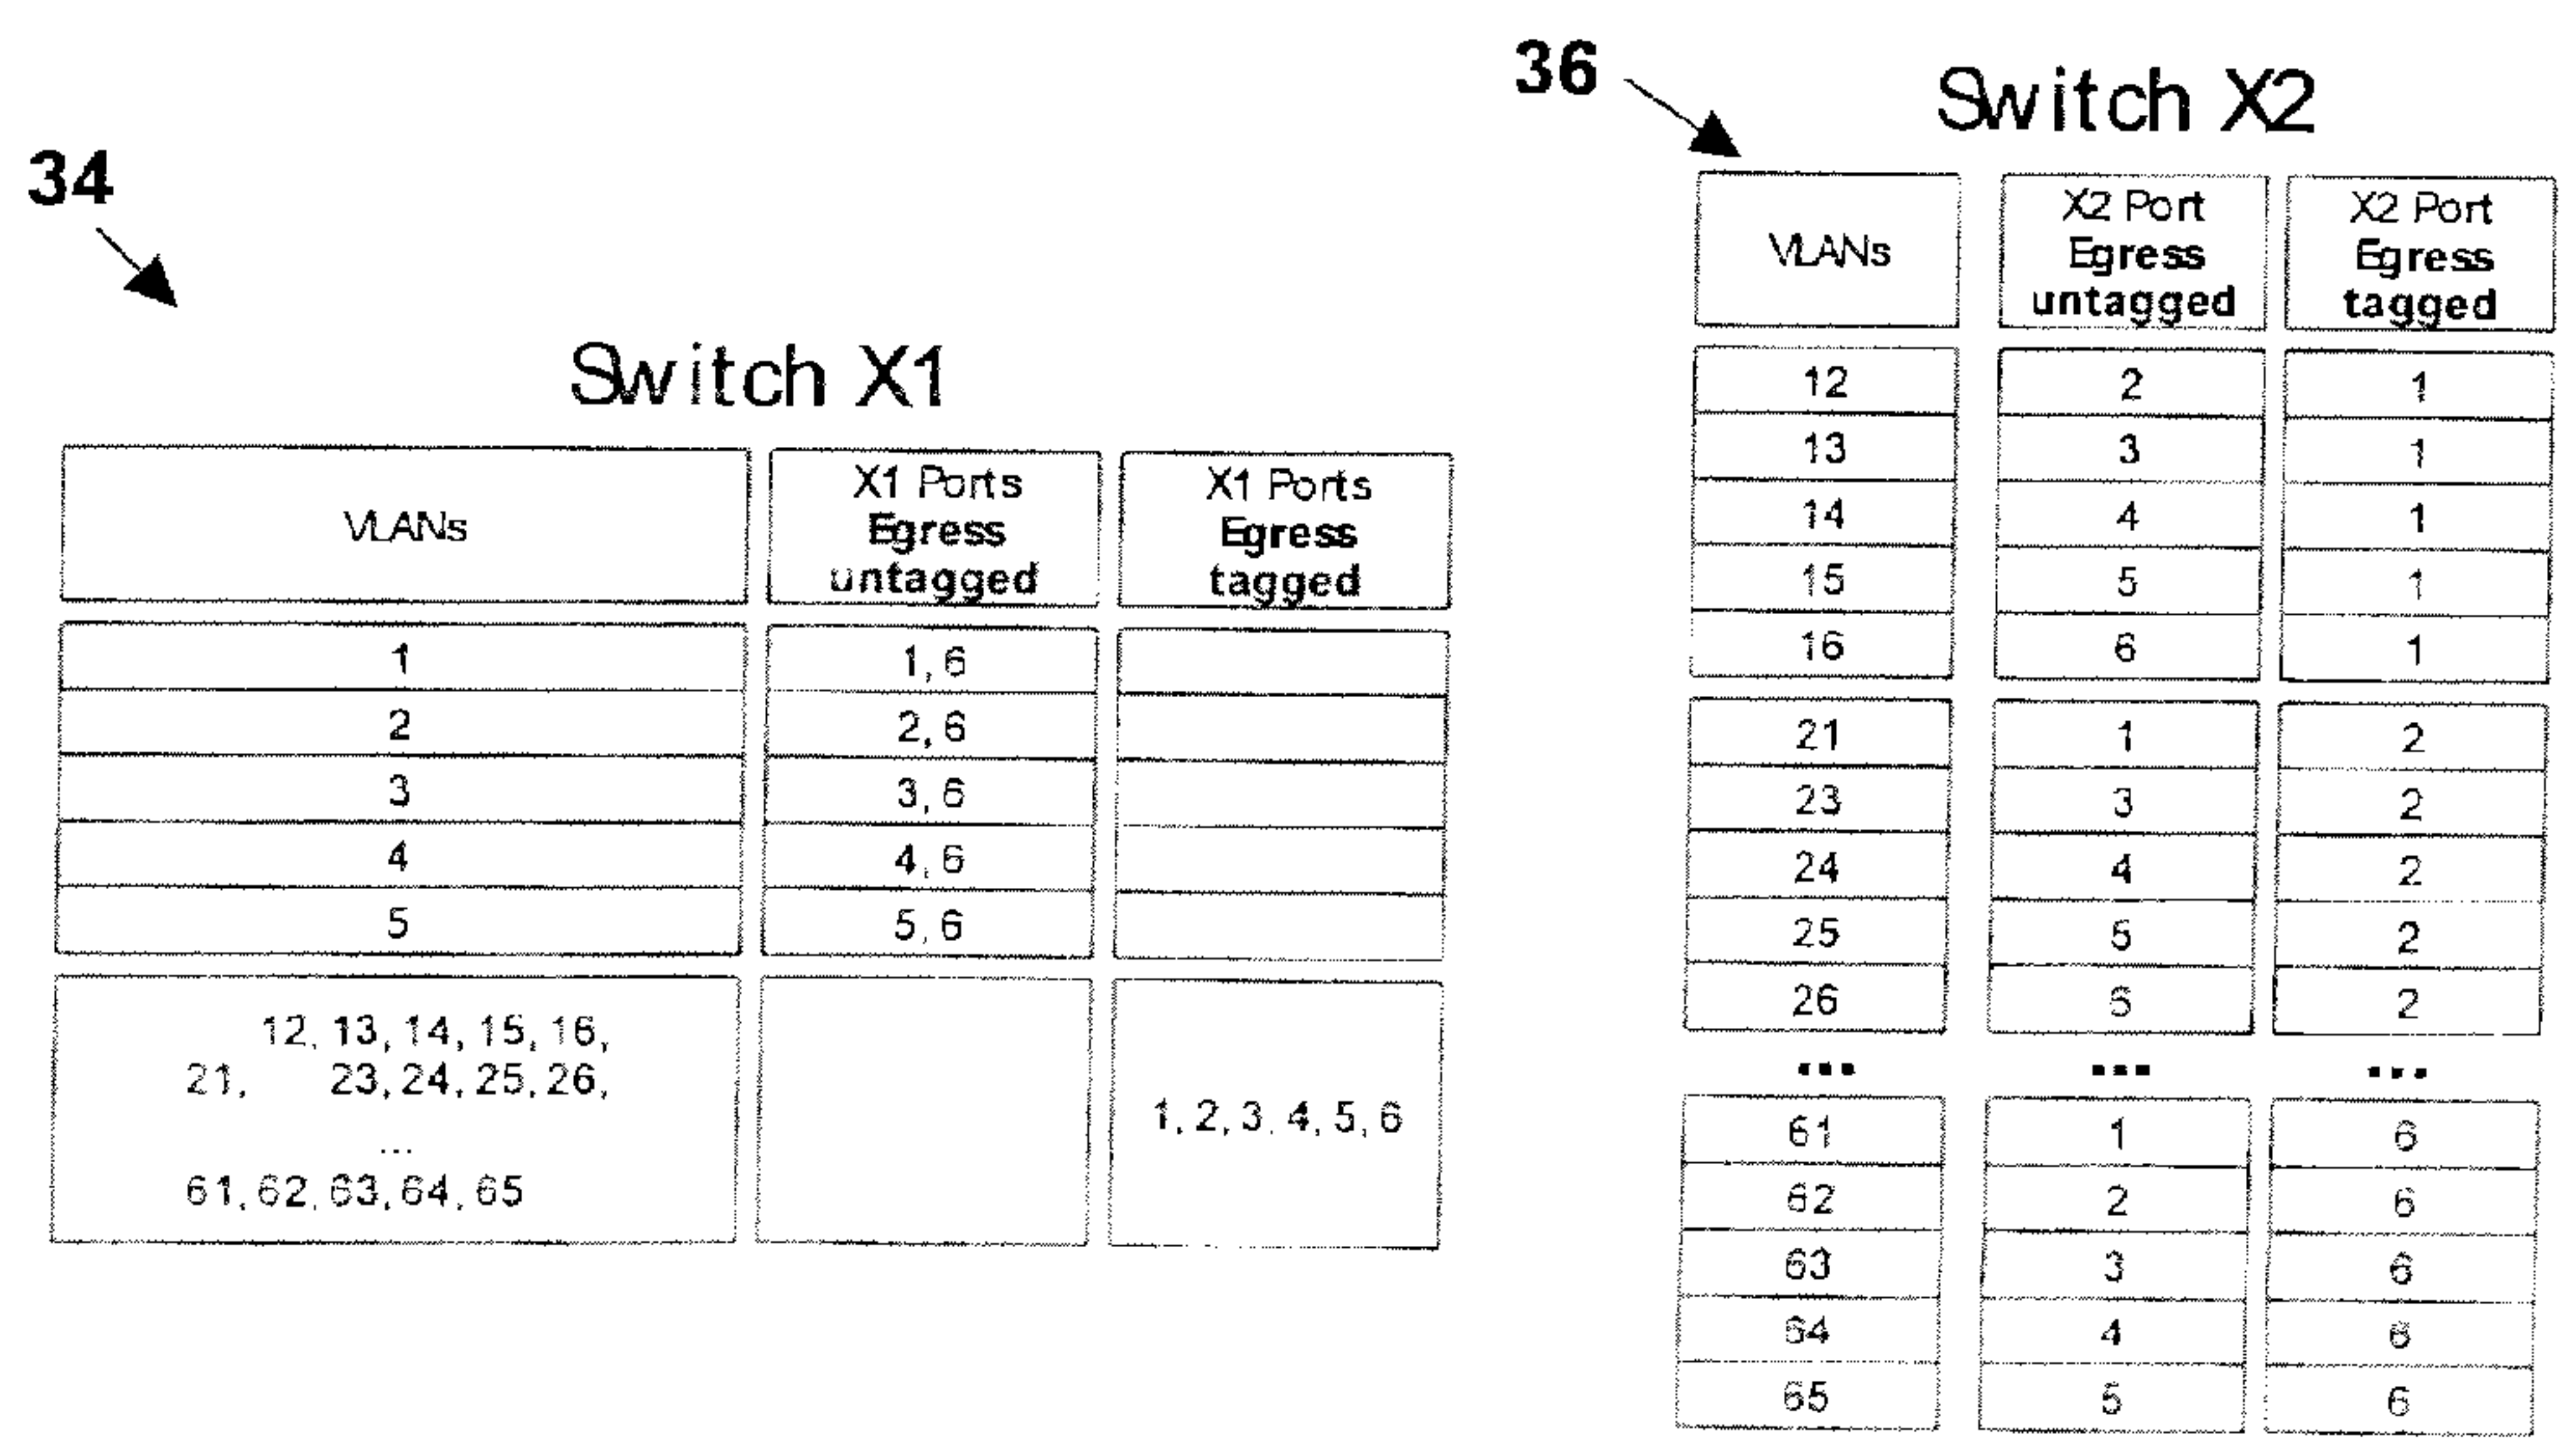 34
Switch X1
VLANs X1 Ports Egress untagged X1 Ports Egress tagged
1 1, 6
2 2, 6
3 3, 6
4 4, 6
5 5, 6
12, 13, 14, 15, 16,
21, 23, 24, 25, 26,
...
61, 62, 63, 64, 65
1, 2, 3, 4, 5, 6
36
Switch X2
VLANs X2 Port Egress untagged X2 Port Egress tagged
12 2 1
13 3 1
14 4 1
15 5 1
16 6 1
21 1 2
23 3 2
24 4 2
25 5 2
26 6 2
... ... ...
61 1 6
62 2 6
63 3 6
64 4 6
65 5 6